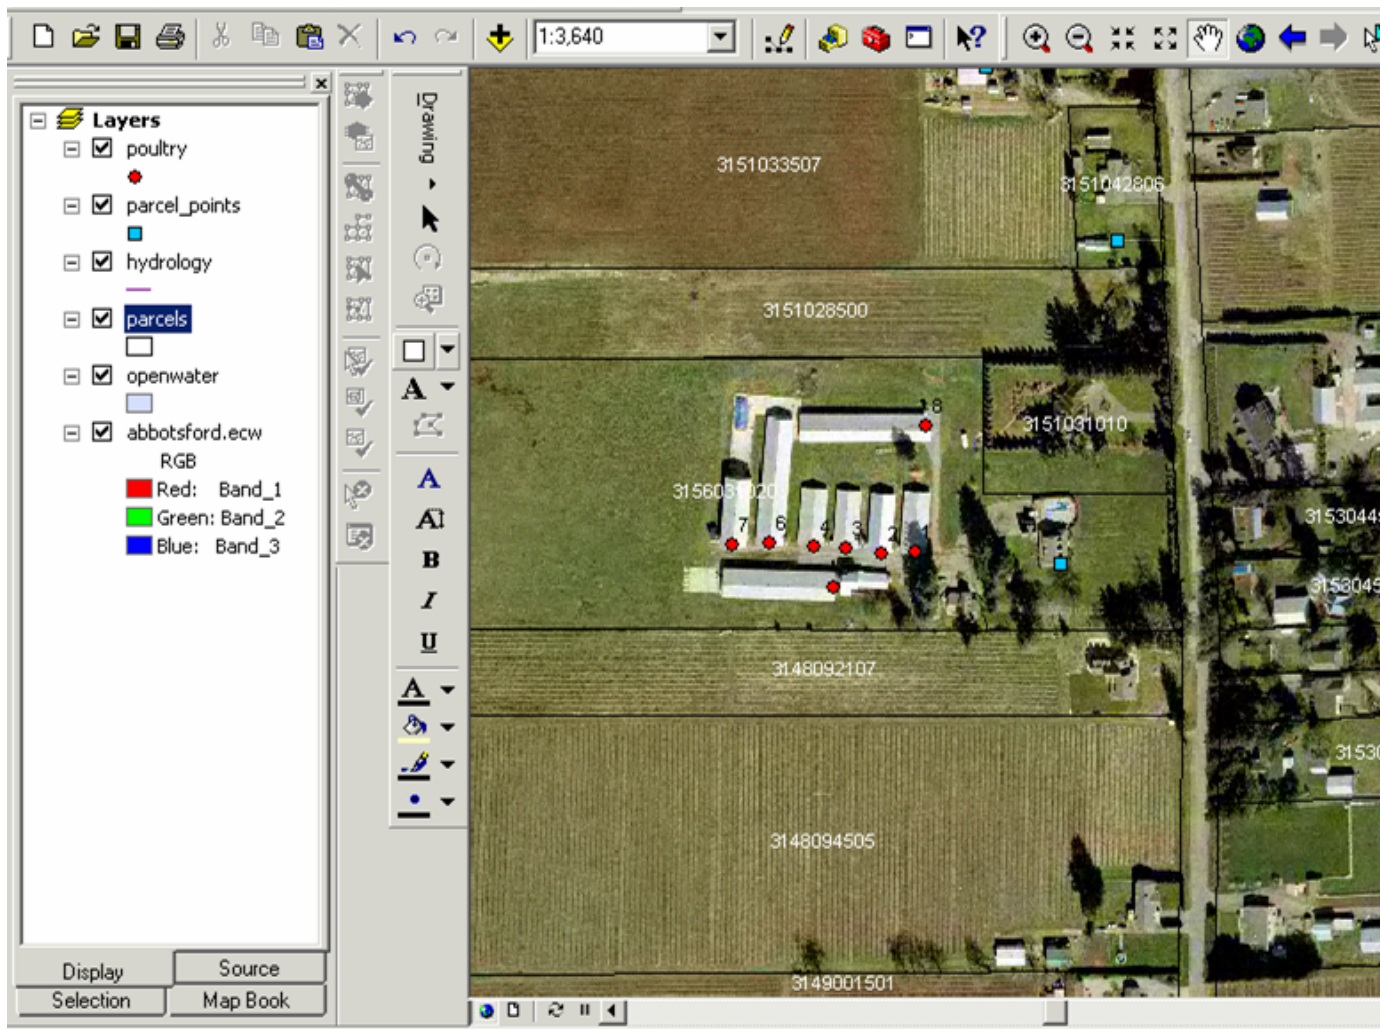 1:3,640
Layers
poultry
parcel_points
hydrology
parcels
openwater
abbotsford.ecw
RGB
Red: Band_1
Green: Band_2
Blue: Band_3
Display
Source
Selection
Map Book
Drawing
A
A
A
B
I
U
A
3151033507
3151042806
3151028500
8
3151031010
7
6
4
3
2
1
3148092107
3148094505
3149001501